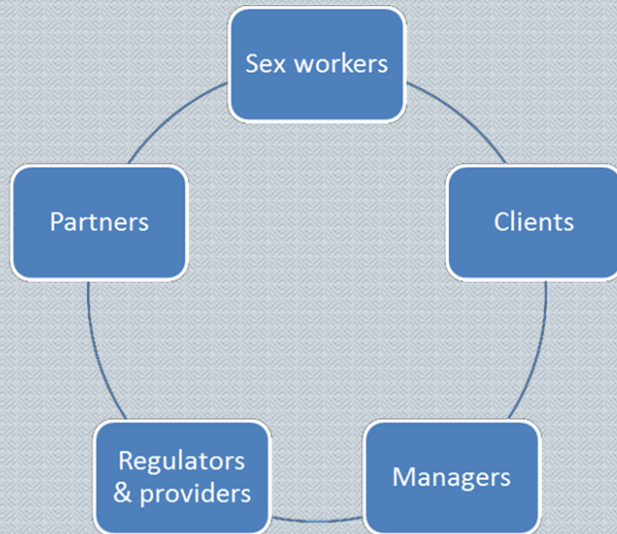 Sex workers
Partners
Clients
Regulators
& providers
Managers